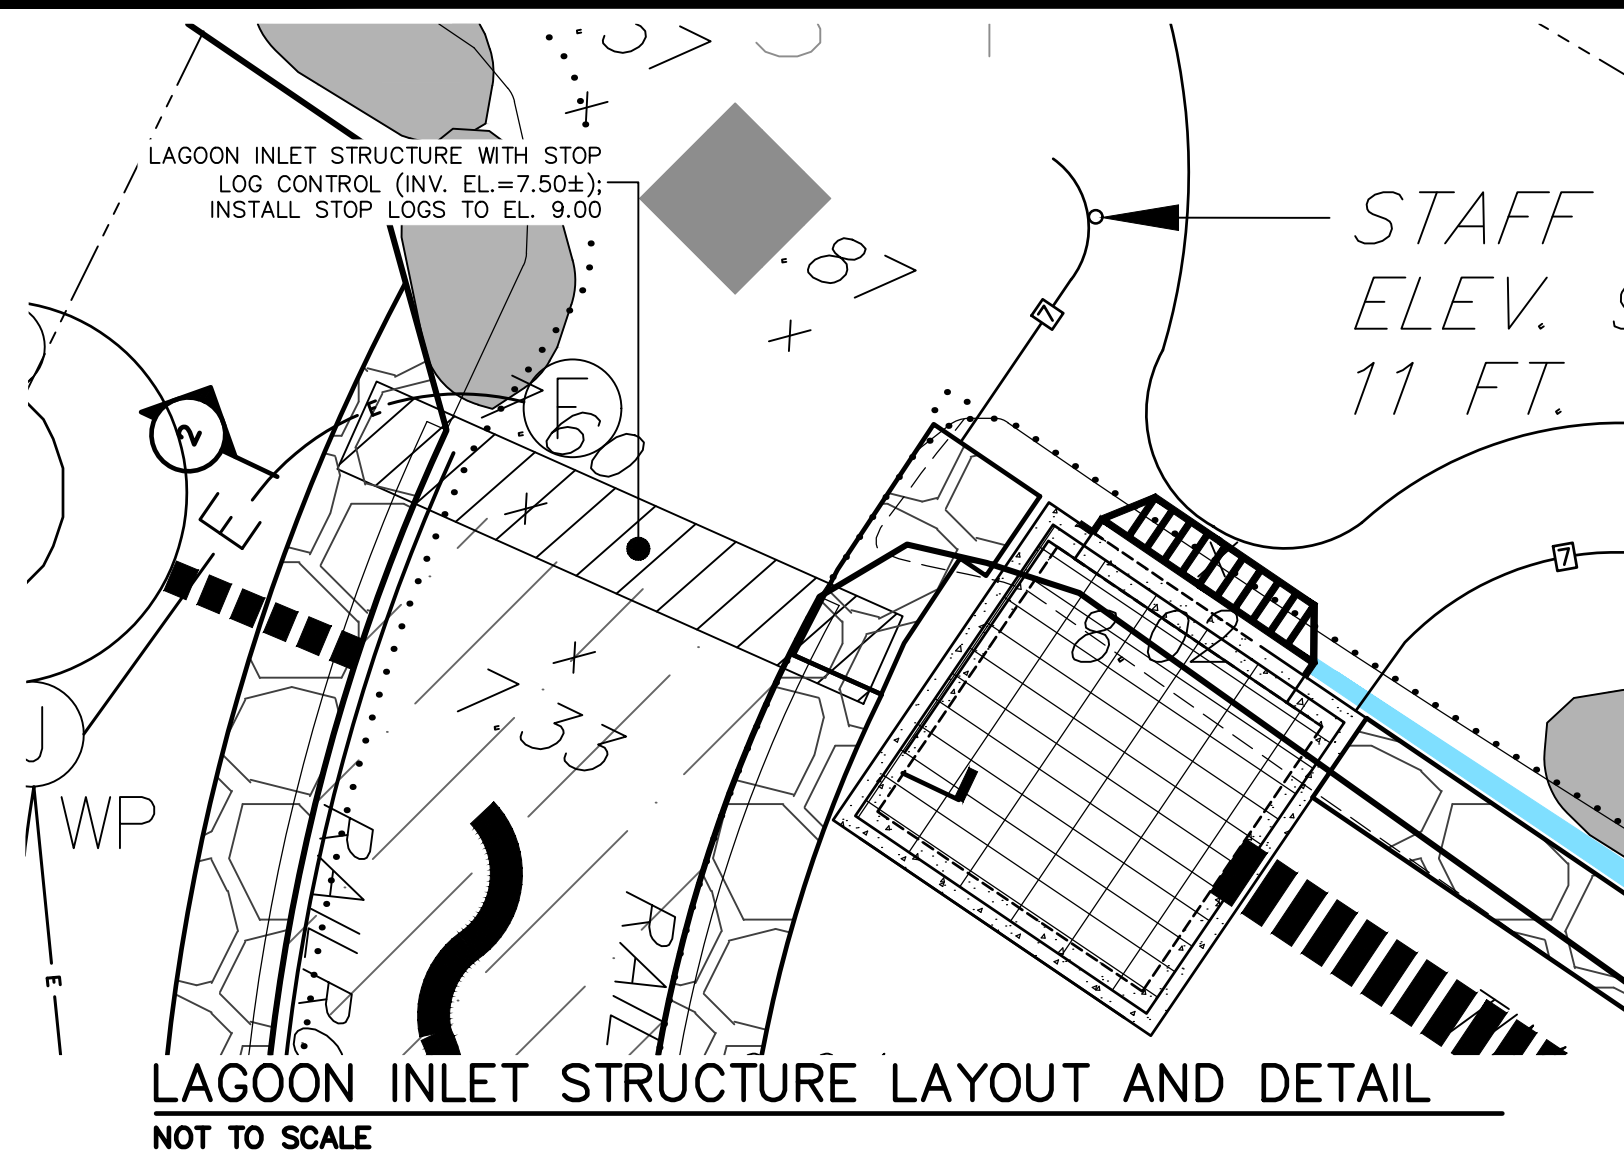 LAGOON INLET STRUCTURE WITH STOP
LOG CONTROL (INV. EL.=7.50±);
INSTALL STOP LOGS TO EL. 9.00
.87
7
STAFF
ELEV.
11 FT.
E
2
E
E
7
8.02
7.33
J
WP
E
LAGOON INLET STRUCTURE LAYOUT AND DETAIL
NOT TO SCALE